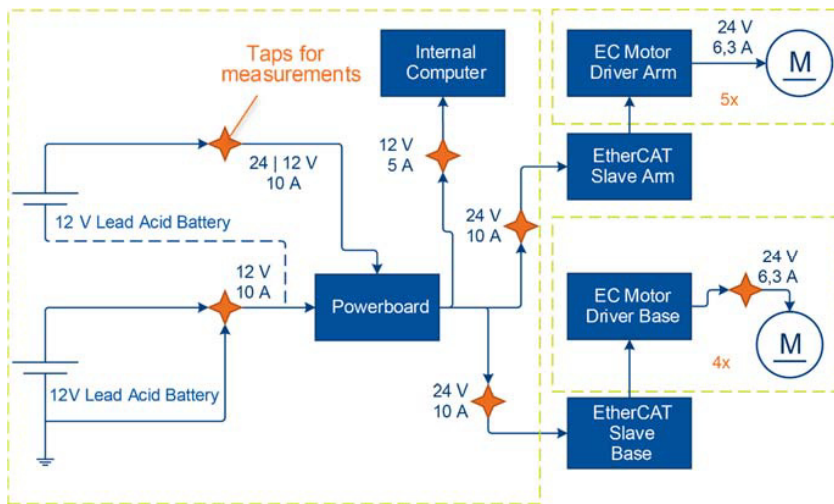 Taps for
measurements
Internal
Computer
EC Motor
Driver Arm
24 V
6,3 A
M
5x
24 | 12 V
10 A
12 V
5 A
EtherCAT
Slave Arm
12 V Lead Acid Battery
24 V
10 A
12 V
10 A
Powerboard
EC Motor
Driver Base
24 V
6,3 A
M
4x
12V Lead Acid Battery
24 V
10 A
EtherCAT
Slave
Base